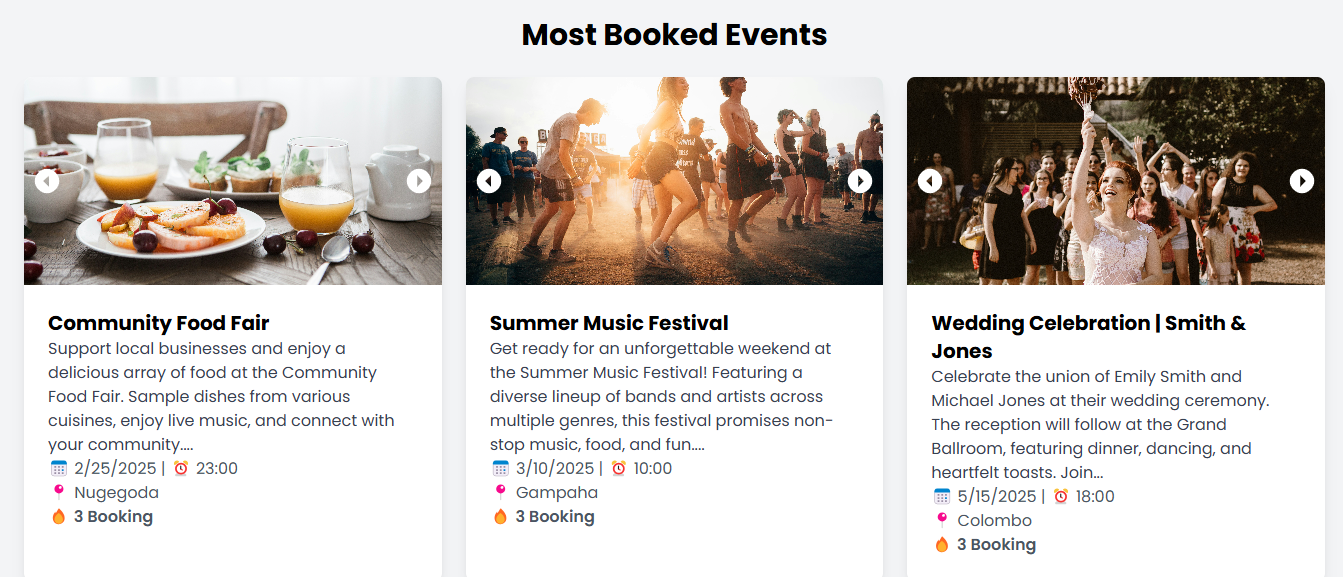 Most Booked Events
Community Food Fair
Support local businesses and enjoy a
delicious array of food at the Community
Food Fair. Sample dishes from various
cuisines, enjoy live music, and connect with
your community....
2/25/2025 | 23:00
Nugegoda
3 Booking
Summer Music Festival
Get ready for an unforgettable weekend at
the Summer Music Festival! Featuring a
diverse lineup of bands and artists across
multiple genres, this festival promises non-
stop music, food, and fun....
3/10/2025 | 10:00
Gampaha
3 Booking
Wedding Celebration | Smith &
Jones
Celebrate the union of Emily Smith and
Michael Jones at their wedding ceremony.
The reception will follow at the Grand
Ballroom, featuring dinner, dancing, and
heartfelt toasts. Join...
5/15/2025 | 18:00
Colombo
3 Booking